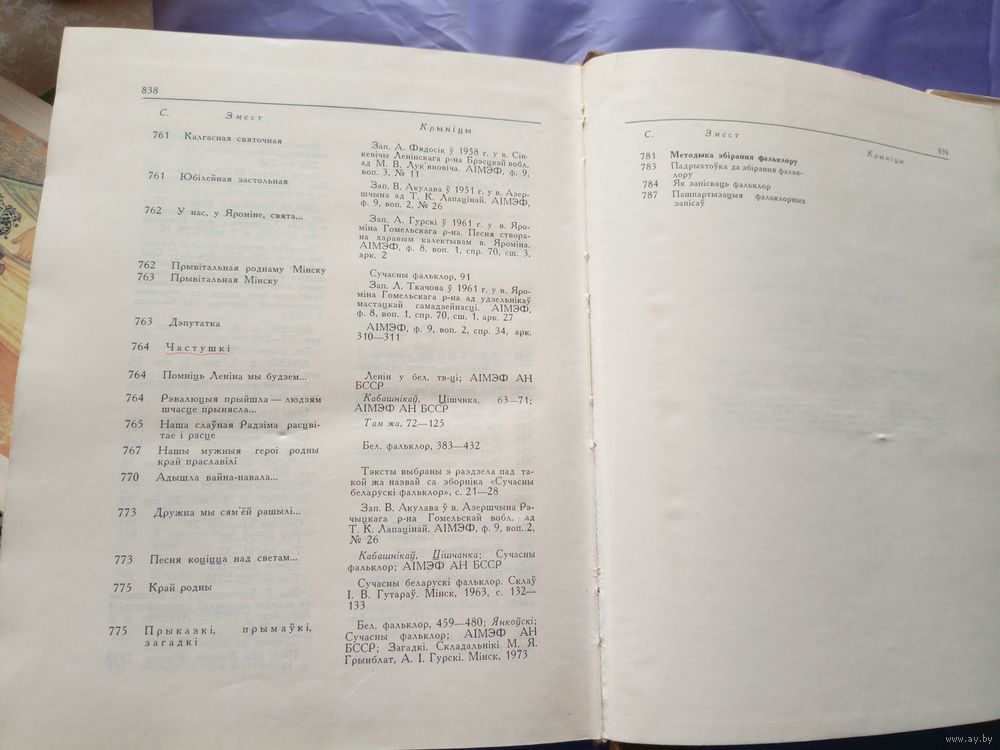 838
С. Змест Крыніцы
761 Калгасная святочная Зап. А. Фядосік ў 1958 г. у в. Сін-
кевічы Ленінскага р-на Брэсцкай вобл.
ад М. В. Лук'яновіча. АІМЭФ, ф. 9,
воп. 3, № 11
761 Юбілейная застольная Зап. В. Акулава ў 1951 г. у в. Азер-
шчына ад Т. К. Лапацінай. АІМЭФ,
ф. 9, воп. 2, № 26
762 У нас, у Яроміне, свята... Зап. А. Гурскі ў 1961 г. у в. Яро-
міна Гомельскага р-на. Песня створа-
на харавым калектывам в. Яроміна.
АІМЭФ, ф. 8, воп. 1, спр. 70, сш. 3,
арк. 2
762 Прывітальная роднаму Мінску Сучасны фальклор, 91
763 Прывітальная Мінску Зап. Л. Ткачова ў 1961 г. у в. Яро-
міна Гомельскага р-на ад удзельнікаў
мастацкай самадзейнасці. АІМЭФ,
ф. 8, воп. 1, спр. 70, сш. 1, арк. 27
763 Дэпутатка АІМЭФ, ф. 9, воп. 2, спр. 34, арк.
310—311
764 Частушкі
764 Помніць Леніна мы будзем... Ленін у бел. тв-ці; АІМЭФ АН
БССР
764 Рэвалюцыя прыйшла — людзям Кабашнікаў, Цішчнка, 63—71;
шчасце прынясла... АІМЭФ АН БССР
765 Наша слаўная Радзіма расцві- Там жа, 72—125
тае і расце
767 Нашы мужныя героі родны Бел. фальклор, 383—432
край праславілі
770 Адышла вайна-навала... Тэксты выбраны з раздзела пад та-
кой жа назвай са зборніка «Сучасны
беларускі фальклор», с. 21—28
773 Дружна мы сям'ёй рашылі... Зап. В. Акулава ў в. Азершчына Рэ-
чыцкага р-на Гомельскай вобл. ад
Т. К. Лапацінай. АІМЭФ, ф. 9, воп. 2,
№ 26
773 Песня коціцца над светам... Кабашнікаў, Цішчанка; Сучасны
фальклор; АІМЭФ АН БССР
775 Край родны Сучасны беларускі фальклор. Склаў
І. В. Гутараў. Мінск, 1963, с. 132—
133
775 Прыказкі, прымаўкі, Бел. фальклор, 459—480; Янкоўскі;
загадкі Сучасны фальклор; АІМЭФ АН
БССР; Загадкі. Складальнікі М. Я.
Грынблат, А. І. Гурскі. Мінск, 1973
839
С. Змест Крыніцы
781 Методыка збірання фальклору
783 Падрыхтоўка да збірання фальк-
лору
784 Як запісваць фальклор
787 Пашпартызацыя фальклорных
запісаў
www.ay.by